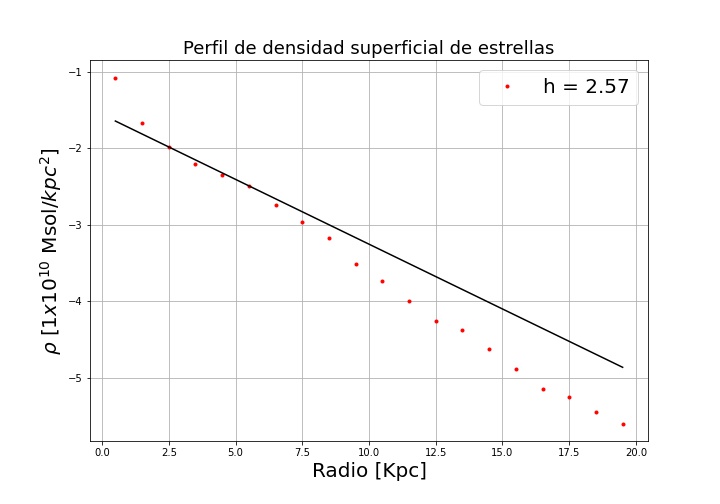 Perfil de densidad superficial de estrellas
h = 2.57
−1
−2
−3
−4
−5
ρ [1x10¹⁰ Msol/kpc²]
0.0 2.5 5.0 7.5 10.0 12.5 15.0 17.5 20.0
Radio [Kpc]